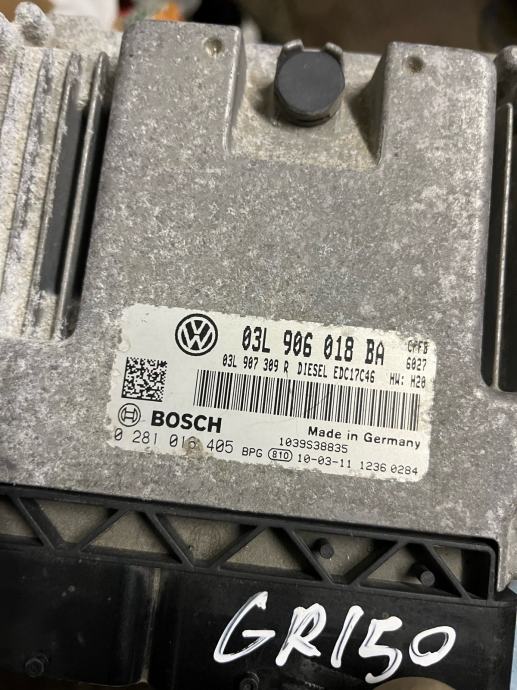 03L 906 018 BA CFFB
03L 907 309 R DIESEL EDC17C46 6027
HW: H20
BOSCH Made in Germany
1039S38835
0 281 016 405 BPG 810 10-03-11 1236 0284
GR150